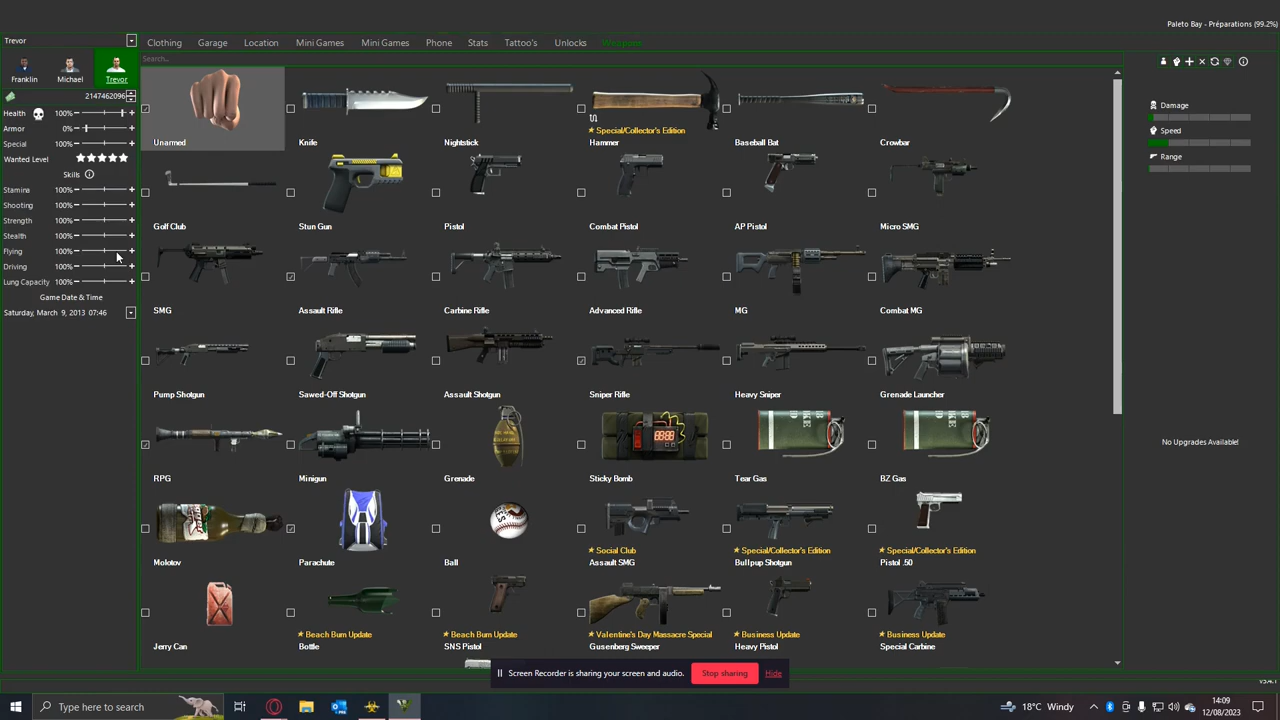 Paleto Bay - Préparations (99.2%)
Trevor
Clothing Garage Location Mini Games Mini Games Phone Stats Tattoo's Unlocks Weapons
Search...
Franklin Michael Trevor
2147462096
Health 100%
Armor 0%
Special 100%
Wanted Level
Skills
Stamina 100%
Shooting 100%
Strength 100%
Stealth 100%
Flying 100%
Driving 100%
Lung Capacity 100%
Game Date & Time
Saturday, March 9, 2013 07:46
Special/Collector's Edition
Unarmed Knife Nightstick Hammer Baseball Bat Crowbar
Golf Club Stun Gun Pistol Combat Pistol AP Pistol Micro SMG
SMG Assault Rifle Carbine Rifle Advanced Rifle MG Combat MG
Pump Shotgun Sawed-Off Shotgun Assault Shotgun Sniper Rifle Heavy Sniper Grenade Launcher
RPG Minigun Grenade Sticky Bomb Tear Gas BZ Gas
Social Club Special/Collector's Edition Special/Collector's Edition
Molotov Parachute Ball Assault SMG Bullpup Shotgun Pistol .50
Beach Bum Update Beach Bum Update Valentine's Day Massacre Special Business Update Business Update
Jerry Can Bottle SNS Pistol Gusenberg Sweeper Heavy Pistol Special Carbine
Damage
Speed
Range
No Upgrades Available!
Screen Recorder is sharing your screen and audio. Stop sharing Hide
Type here to search
18°C Windy
14:09
12/08/2023